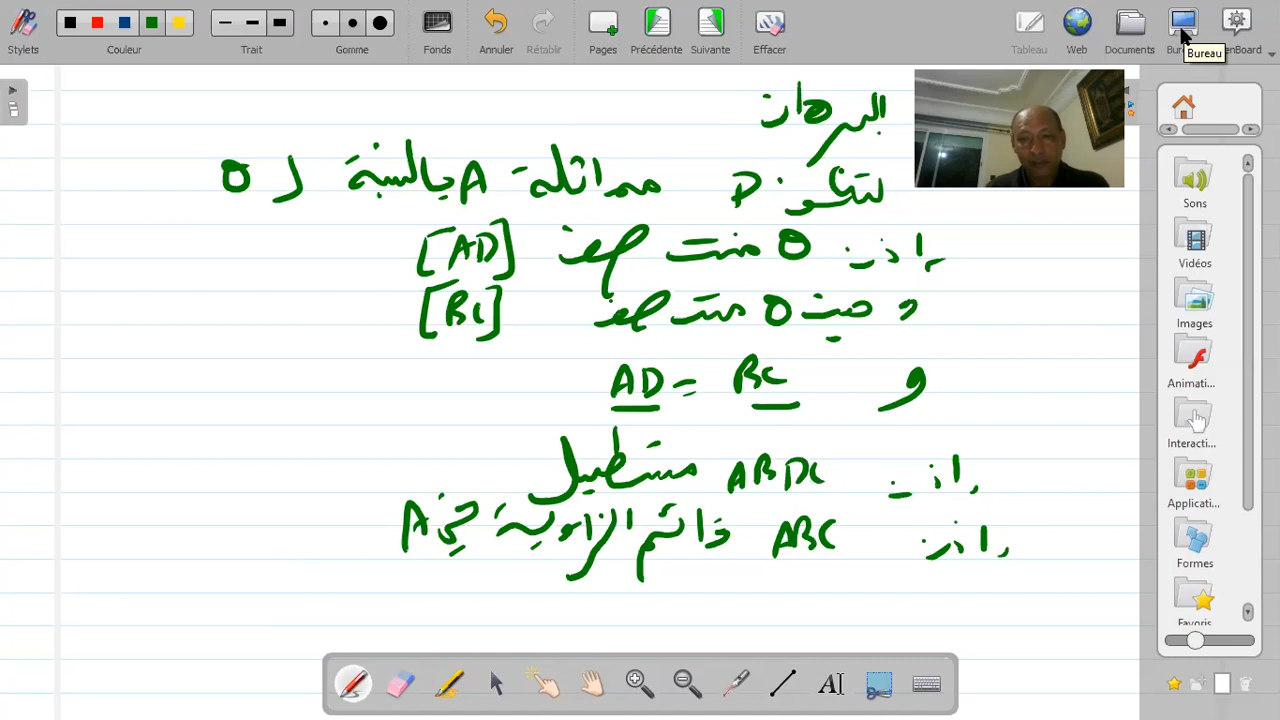 Stylets Couleur Trait Gomme Fonds Annuler Rétablir Pages Précédente Suivante Effacer Tableau Web Documents Bureau
Bureau
البرهان
لتكن D مماثلة A بالنسبة ل O
إذن O منتصف [AD]
و حيث O منتصف [BC]
و BC = AD
إذن ABDC مستطيل
إذن ABC قائم الزاوية في A
Sons
Vidéos
Images
Animati...
Interacti...
Applicati...
Formes
Favoris